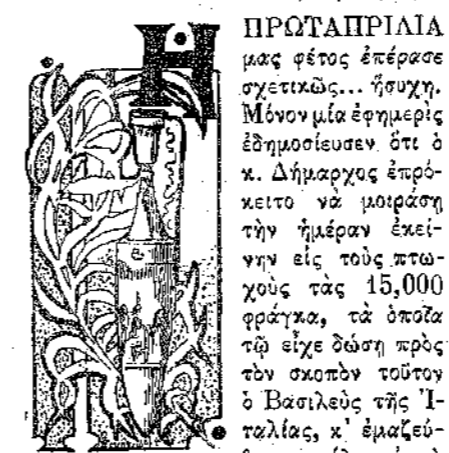 Η ΠΡΩΤΑΠΡΙΛΙΑ
μας φέτος ἐπέρασε
σχετικῶς... ἥσυχη.
Μόνον μία ἐφημερὶς
ἐδημοσίευσεν ὅτι ὁ
κ. Δήμαρχος ἐπρό-
κειτο νὰ μοιράσῃ
τὴν ἡμέραν ἐκεί-
νην εἰς τοὺς πτω-
χοὺς τὰς 15,000
φράγκα, τὰ ὁποῖα
τῷ εἶχε δώσῃ πρὸς
τὸν σκοπὸν τοῦτον
ὁ Βασιλεὺς τῆς Ἰ-
ταλίας, κ' ἐμαζεύ-